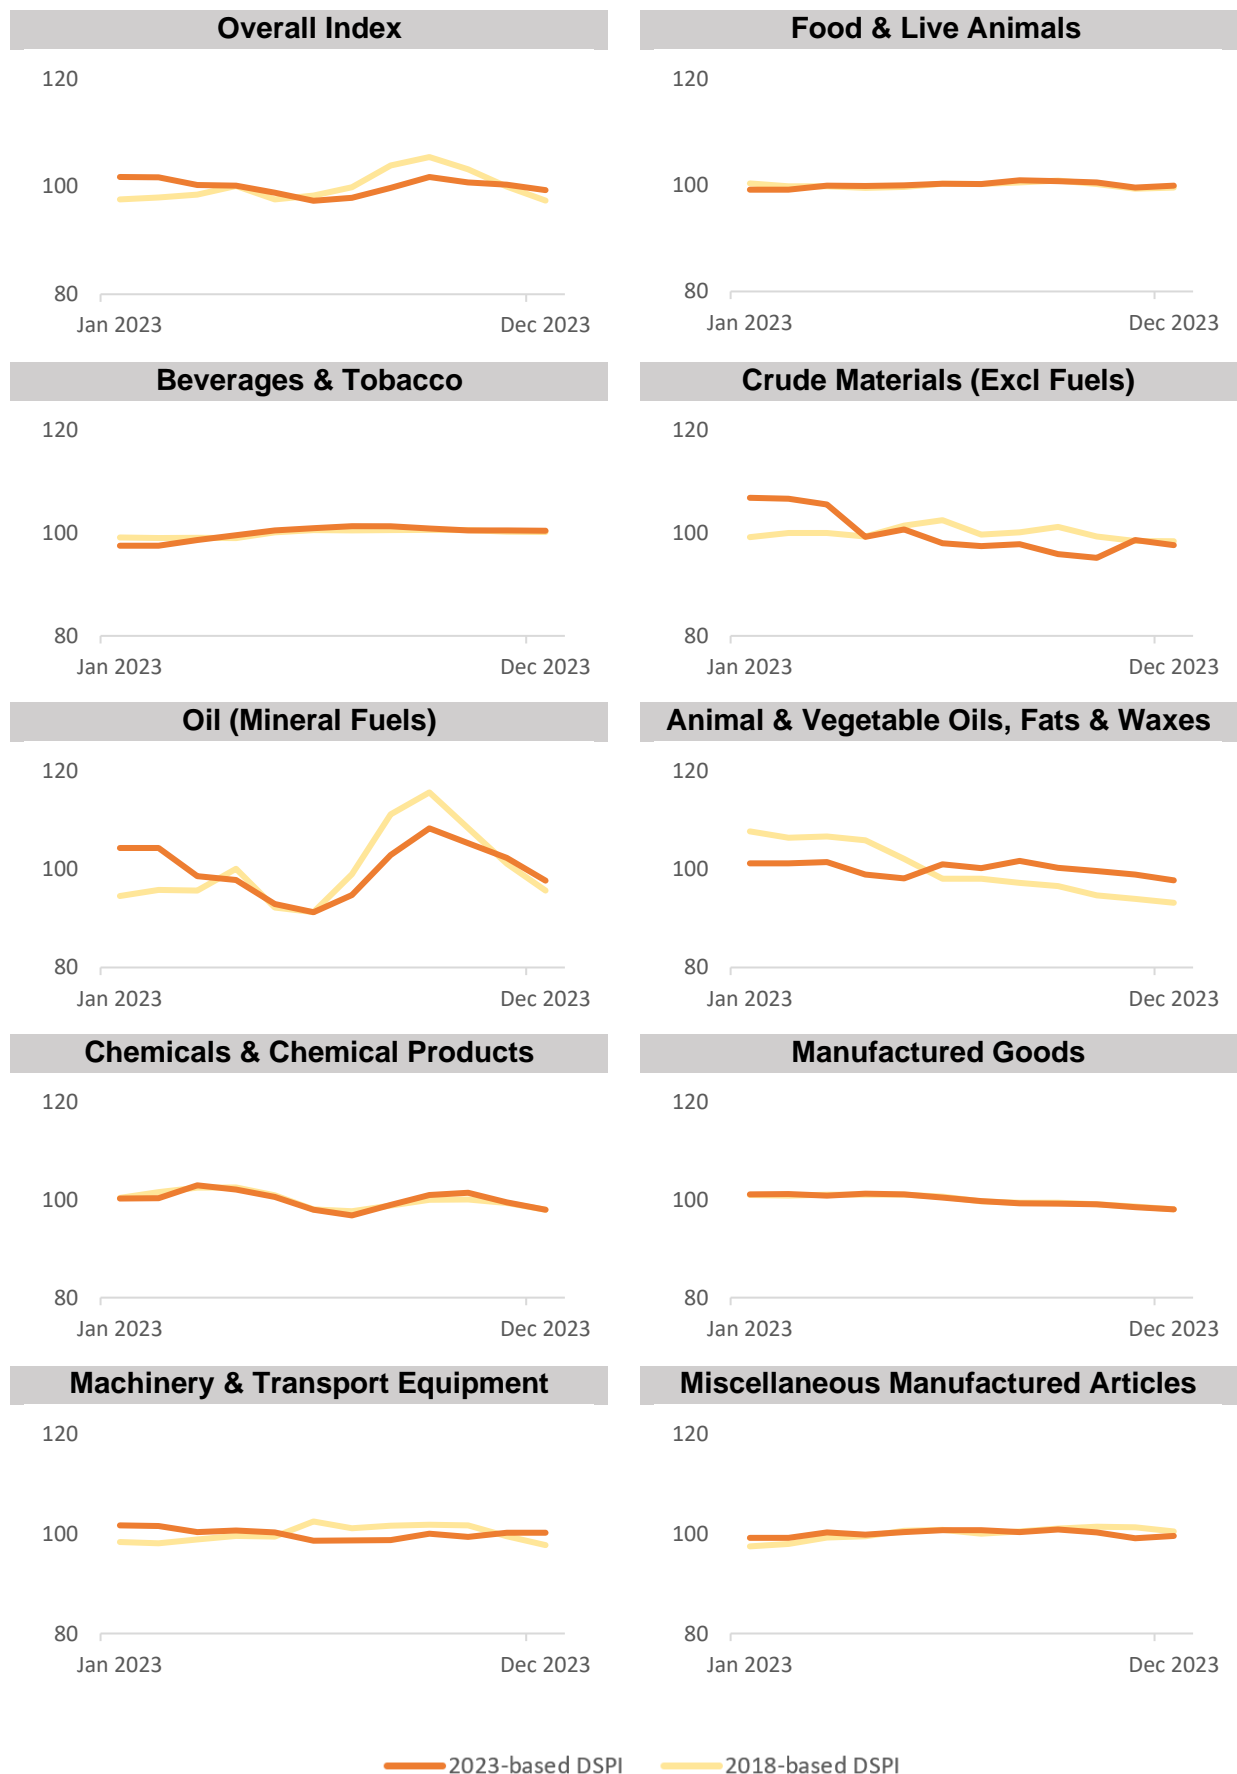 Overall Index
120
100
80
Jan 2023 Dec 2023
Food & Live Animals
120
100
80
Jan 2023 Dec 2023
Beverages & Tobacco
120
100
80
Jan 2023 Dec 2023
Crude Materials (Excl Fuels)
120
100
80
Jan 2023 Dec 2023
Oil (Mineral Fuels)
120
100
80
Jan 2023 Dec 2023
Animal & Vegetable Oils, Fats & Waxes
120
100
80
Jan 2023 Dec 2023
Chemicals & Chemical Products
120
100
80
Jan 2023 Dec 2023
Manufactured Goods
120
100
80
Jan 2023 Dec 2023
Machinery & Transport Equipment
120
100
80
Jan 2023 Dec 2023
Miscellaneous Manufactured Articles
120
100
80
Jan 2023 Dec 2023
2023-based DSPI 2018-based DSPI